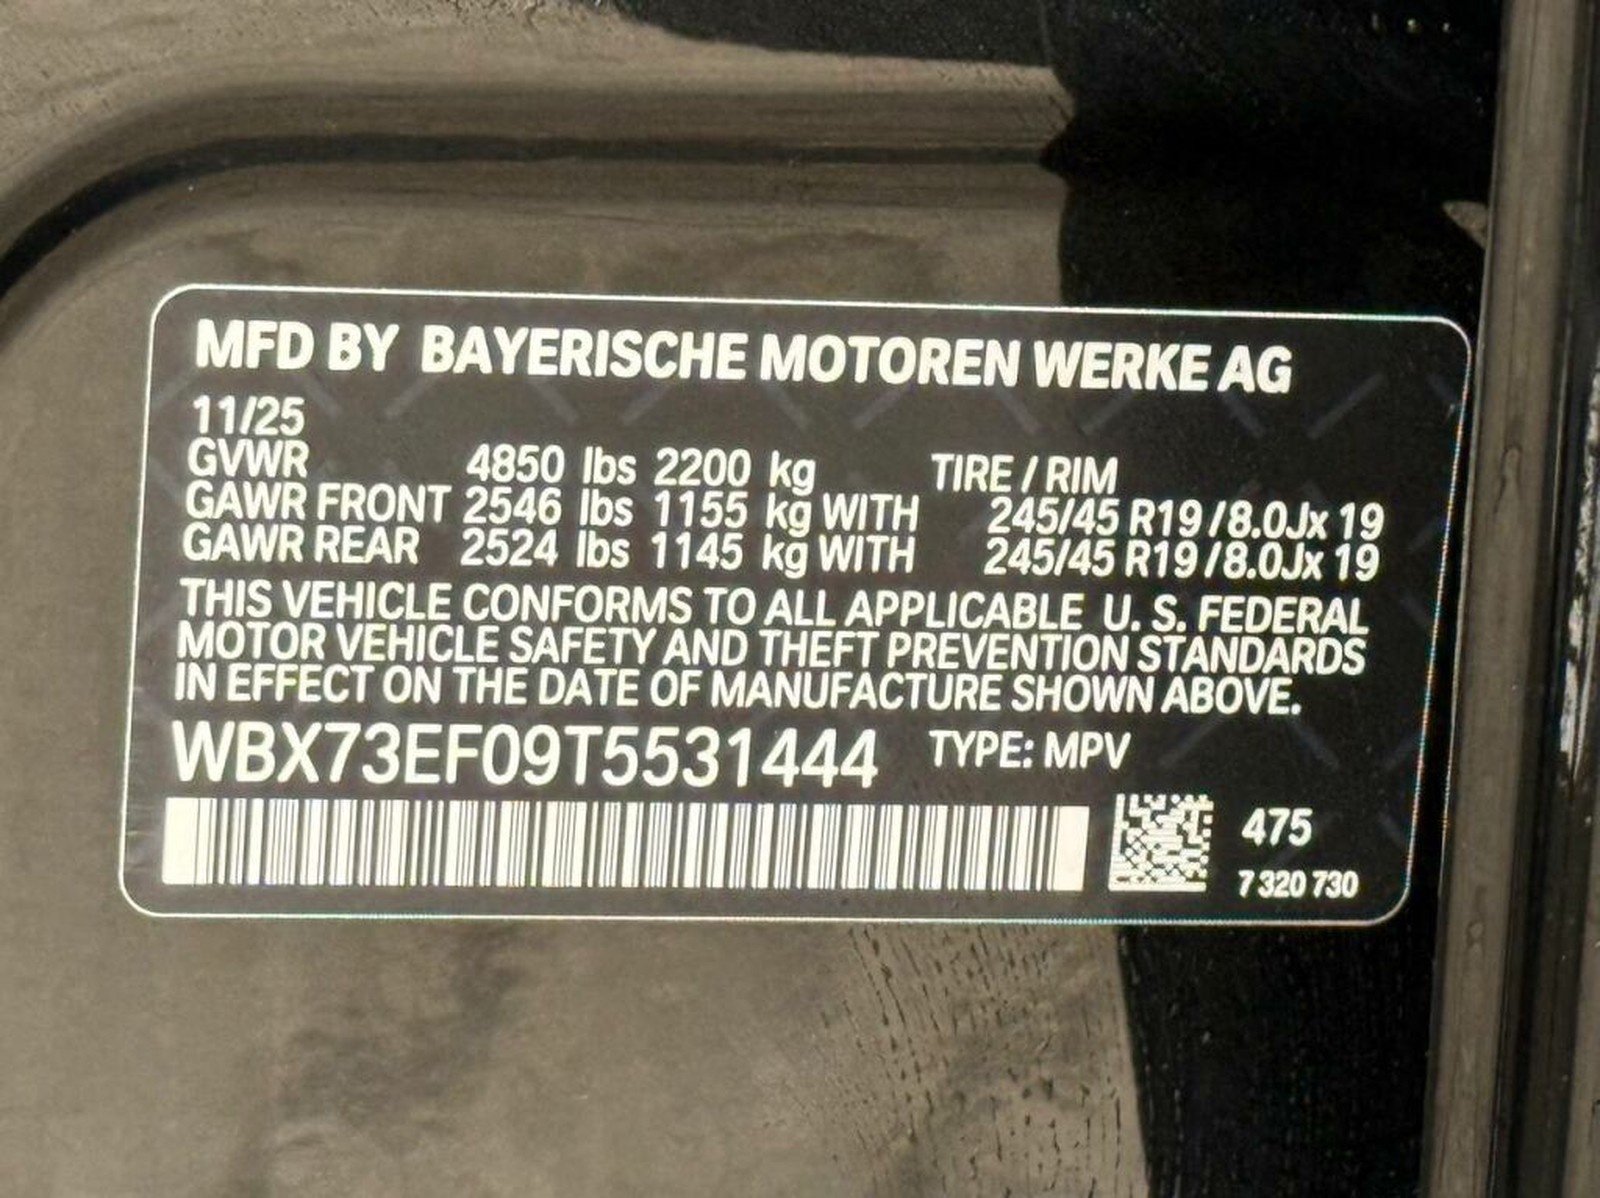 MFD BY BAYERISCHE MOTOREN WERKE AG
11/25
GVWR 4850 lbs 2200 kg TIRE / RIM
GAWR FRONT 2546 lbs 1155 kg WITH 245/45 R19 / 8.0Jx 19
GAWR REAR 2524 lbs 1145 kg WITH 245/45 R19 / 8.0Jx 19
THIS VEHICLE CONFORMS TO ALL APPLICABLE U. S. FEDERAL
MOTOR VEHICLE SAFETY AND THEFT PREVENTION STANDARDS
IN EFFECT ON THE DATE OF MANUFACTURE SHOWN ABOVE.
WBX73EF09T5531444 TYPE: MPV
475
7 320 730